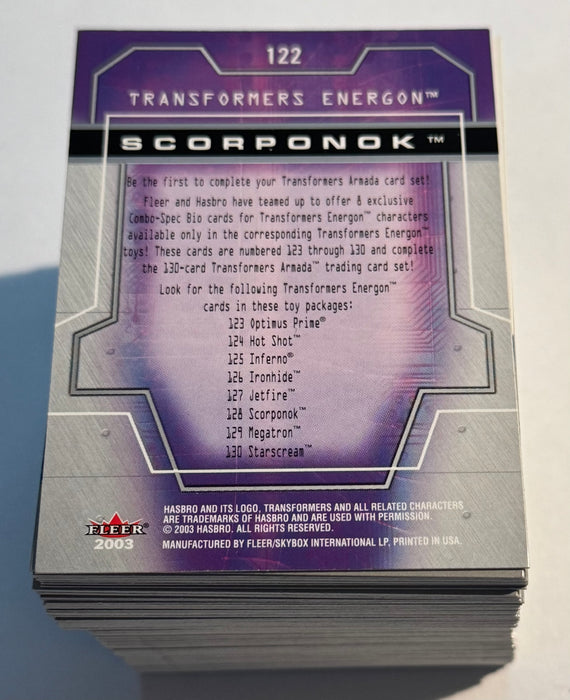 122
TRANSFORMERS ENERGON™
SCORPONOK™
Be the first to complete your Transformers Armada card set!
Fleer and Hasbro have teamed up to offer 8 exclusive
Combo-Spec Bio cards for Transformers Energon™ characters
available only in the corresponding Transformers Energon™
toys! These cards are numbered 123 through 130 and complete
the 130-card Transformers Armada™ trading card set!
Look for the following Transformers Energon™
cards in these toy packages:
123 Optimus Prime®
124 Hot Shot™
125 Inferno®
126 Ironhide™
127 Jetfire™
128 Scorponok™
129 Megatron™
130 Starscream™
HASBRO AND ITS LOGO, TRANSFORMERS AND ALL RELATED CHARACTERS
ARE TRADEMARKS OF HASBRO AND ARE USED WITH PERMISSION.
© 2003 HASBRO. ALL RIGHTS RESERVED.
MANUFACTURED BY FLEER/SKYBOX INTERNATIONAL LP. PRINTED IN USA.
FLEER®
2003